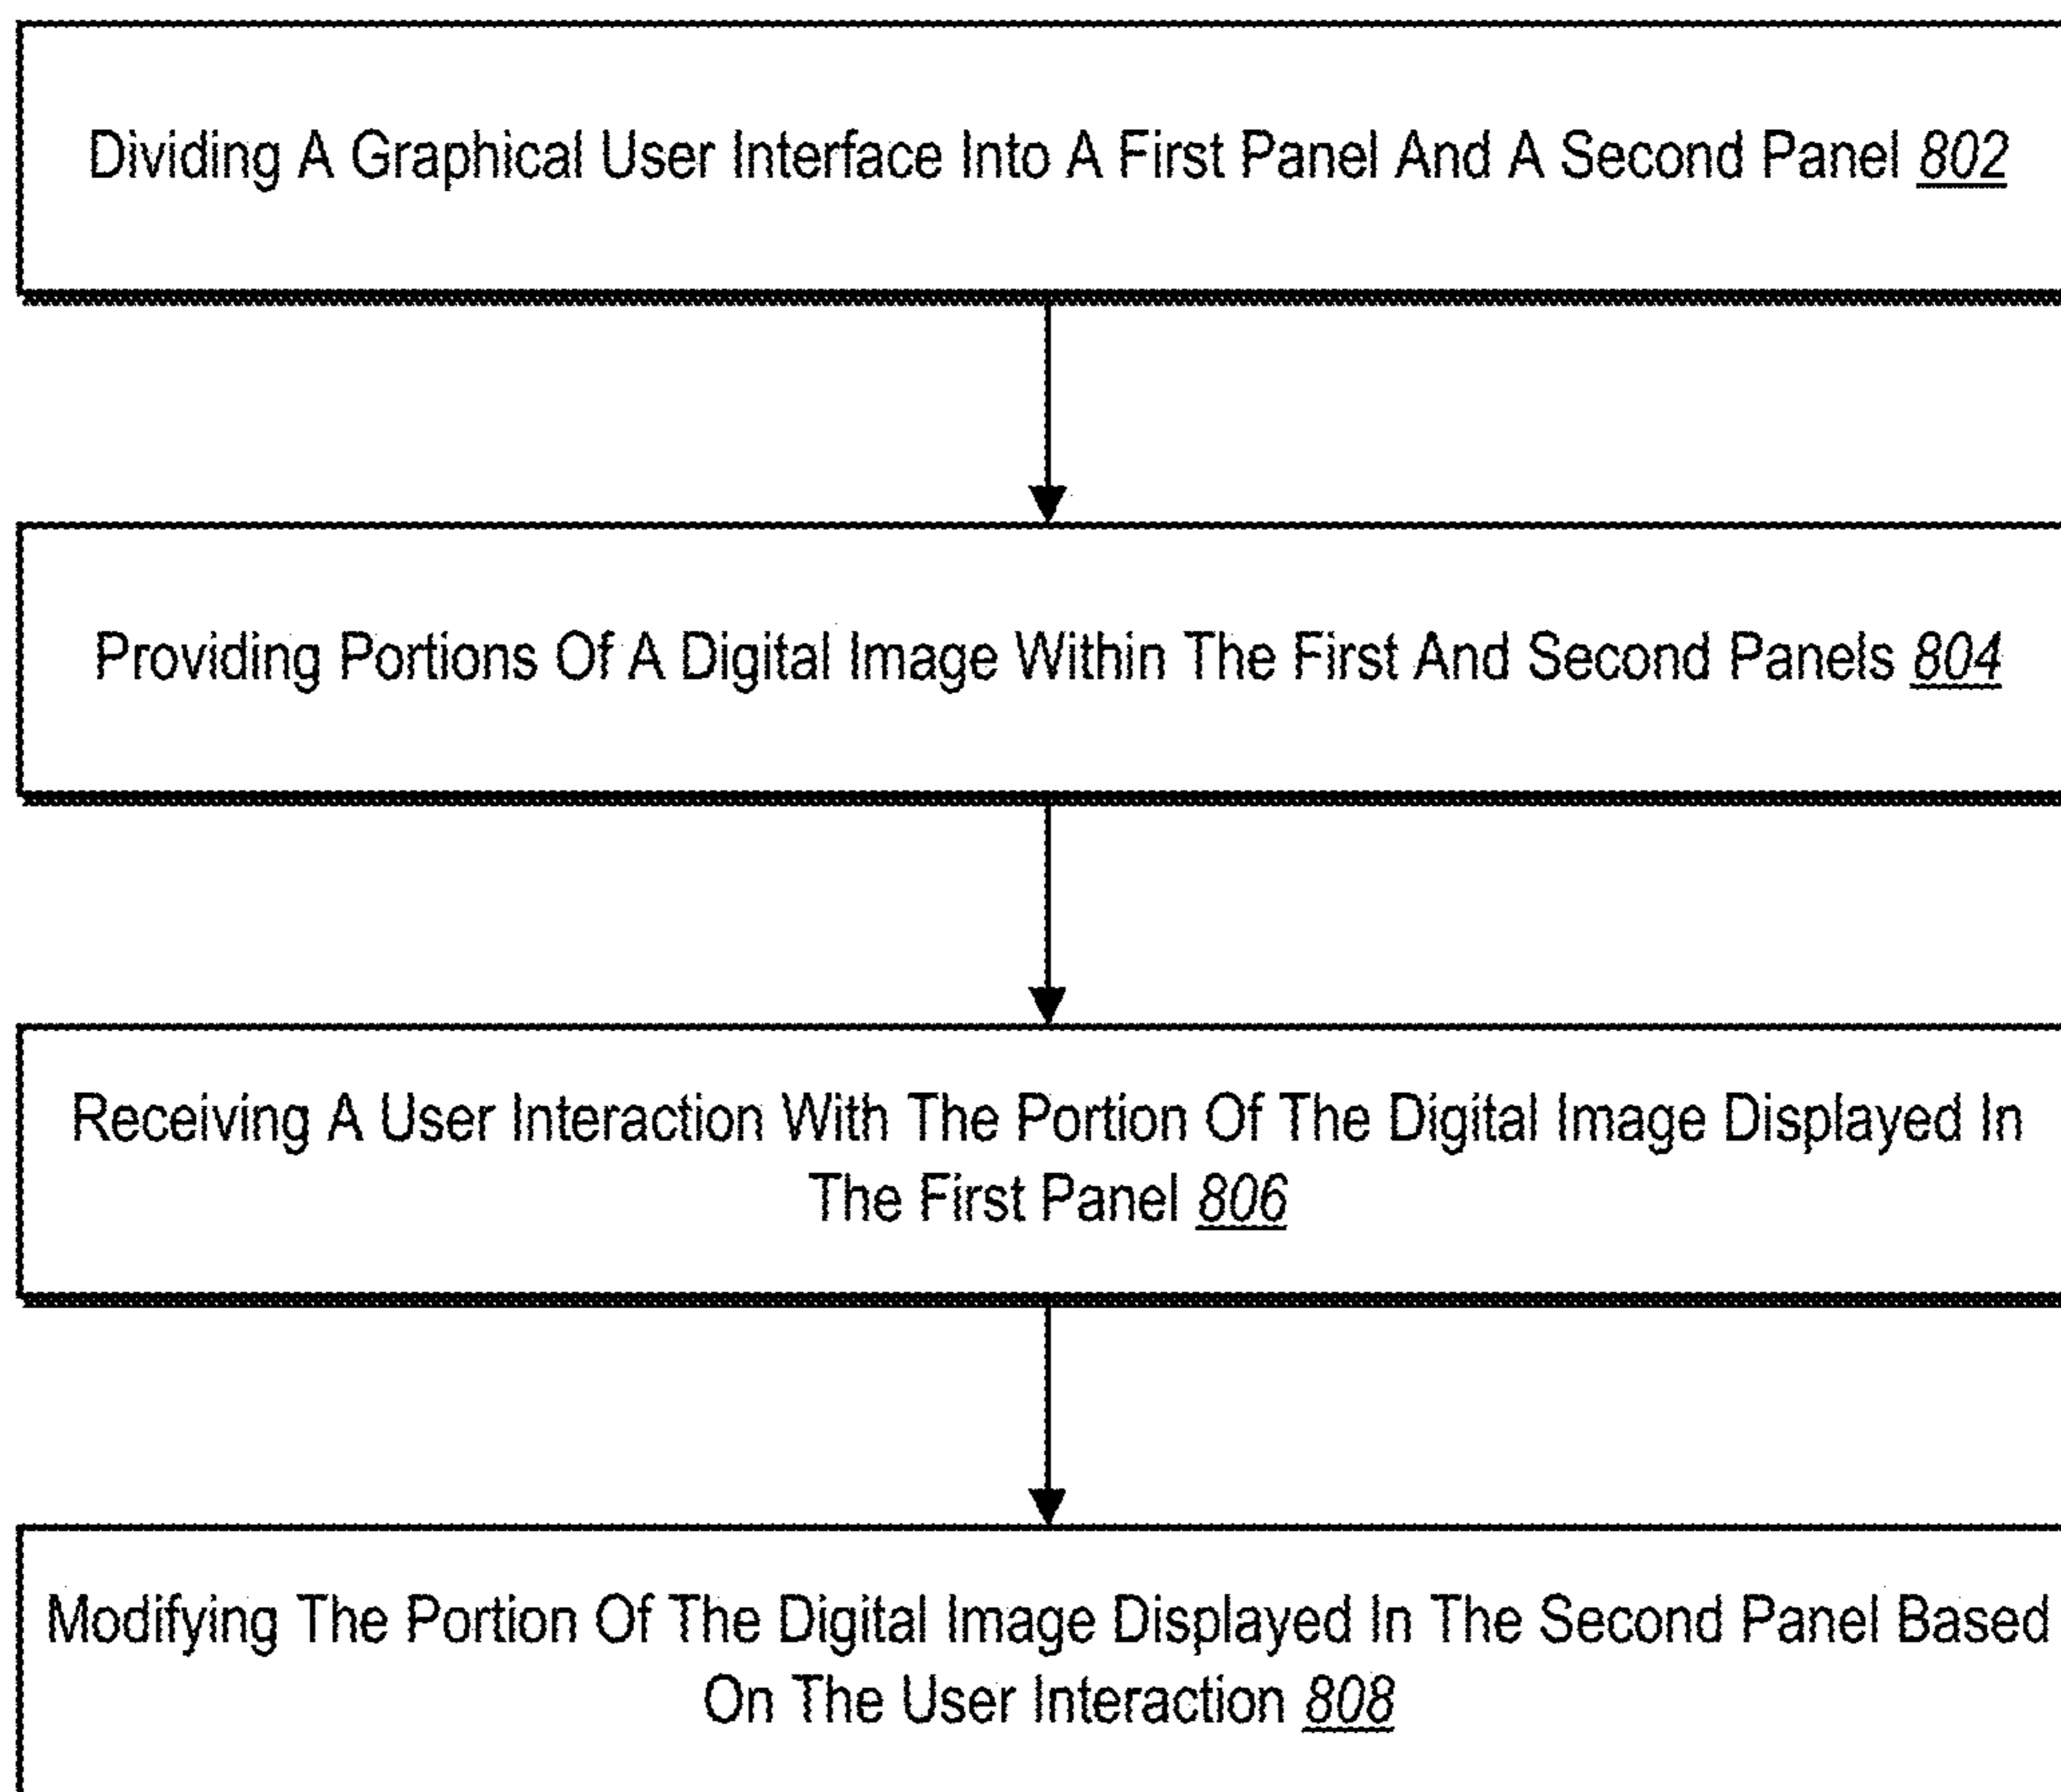 Dividing A Graphical User Interface Into A First Panel And A Second Panel 802
Providing Portions Of A Digital Image Within The First And Second Panels 804
Receiving A User Interaction With The Portion Of The Digital Image Displayed In
The First Panel 806
Modifying The Portion Of The Digital Image Displayed In The Second Panel Based
On The User Interaction 808